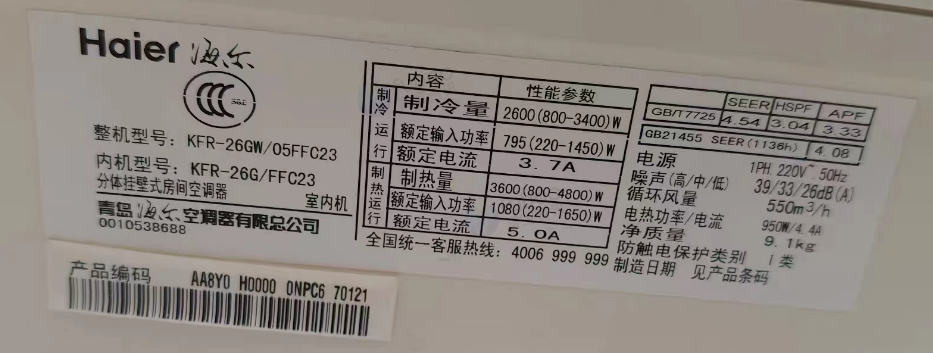 Haier 海尔
CCC S&E
整机型号: KFR-26GW/05FFC23
内机型号: KFR-26G/FFC23
分体挂壁式房间空调器 室内机
青岛海尔空调器有限总公司
0010538688
内容 性能参数
制冷运行 制冷量 2600(800-3400)W
额定输入功率 795(220-1450)W
额定电流 3.7A
制热运行 制热量 3600(800-4800)W
额定输入功率 1080(220-1650)W
额定电流 5.0A
全国统一客服热线: 4006 999 999
SEER HSPF APF
GB/T7725 4.54 3.04 3.33
GB21455 SEER(1136h) 4.08
电源 1PH 220V~ 50Hz
噪声(高/中/低) 39/33/26dB(A)
循环风量 550m³/h
电热功率/电流 950W/4.4A
净质量 9.1kg
防触电保护类别 I类
制造日期 见产品条码
产品编码 AA8Y0 H0000 0NPC6 70121